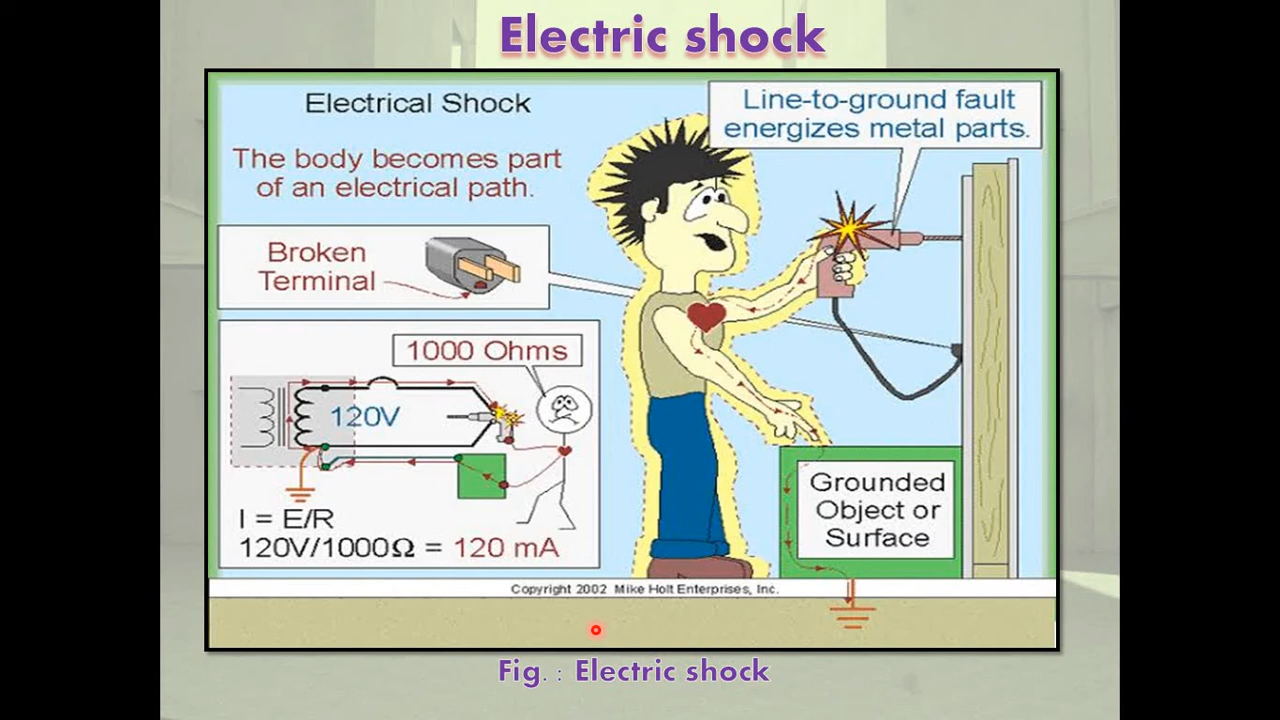 Electric shock
Electrical Shock
The body becomes part
of an electrical path.
Line-to-ground fault
energizes metal parts.
Broken
Terminal
1000 Ohms
120V
I = E/R
120V/1000Ω = 120 mA
Grounded
Object or
Surface
Copyright 2002 Mike Holt Enterprises, Inc.
Fig. : Electric shock